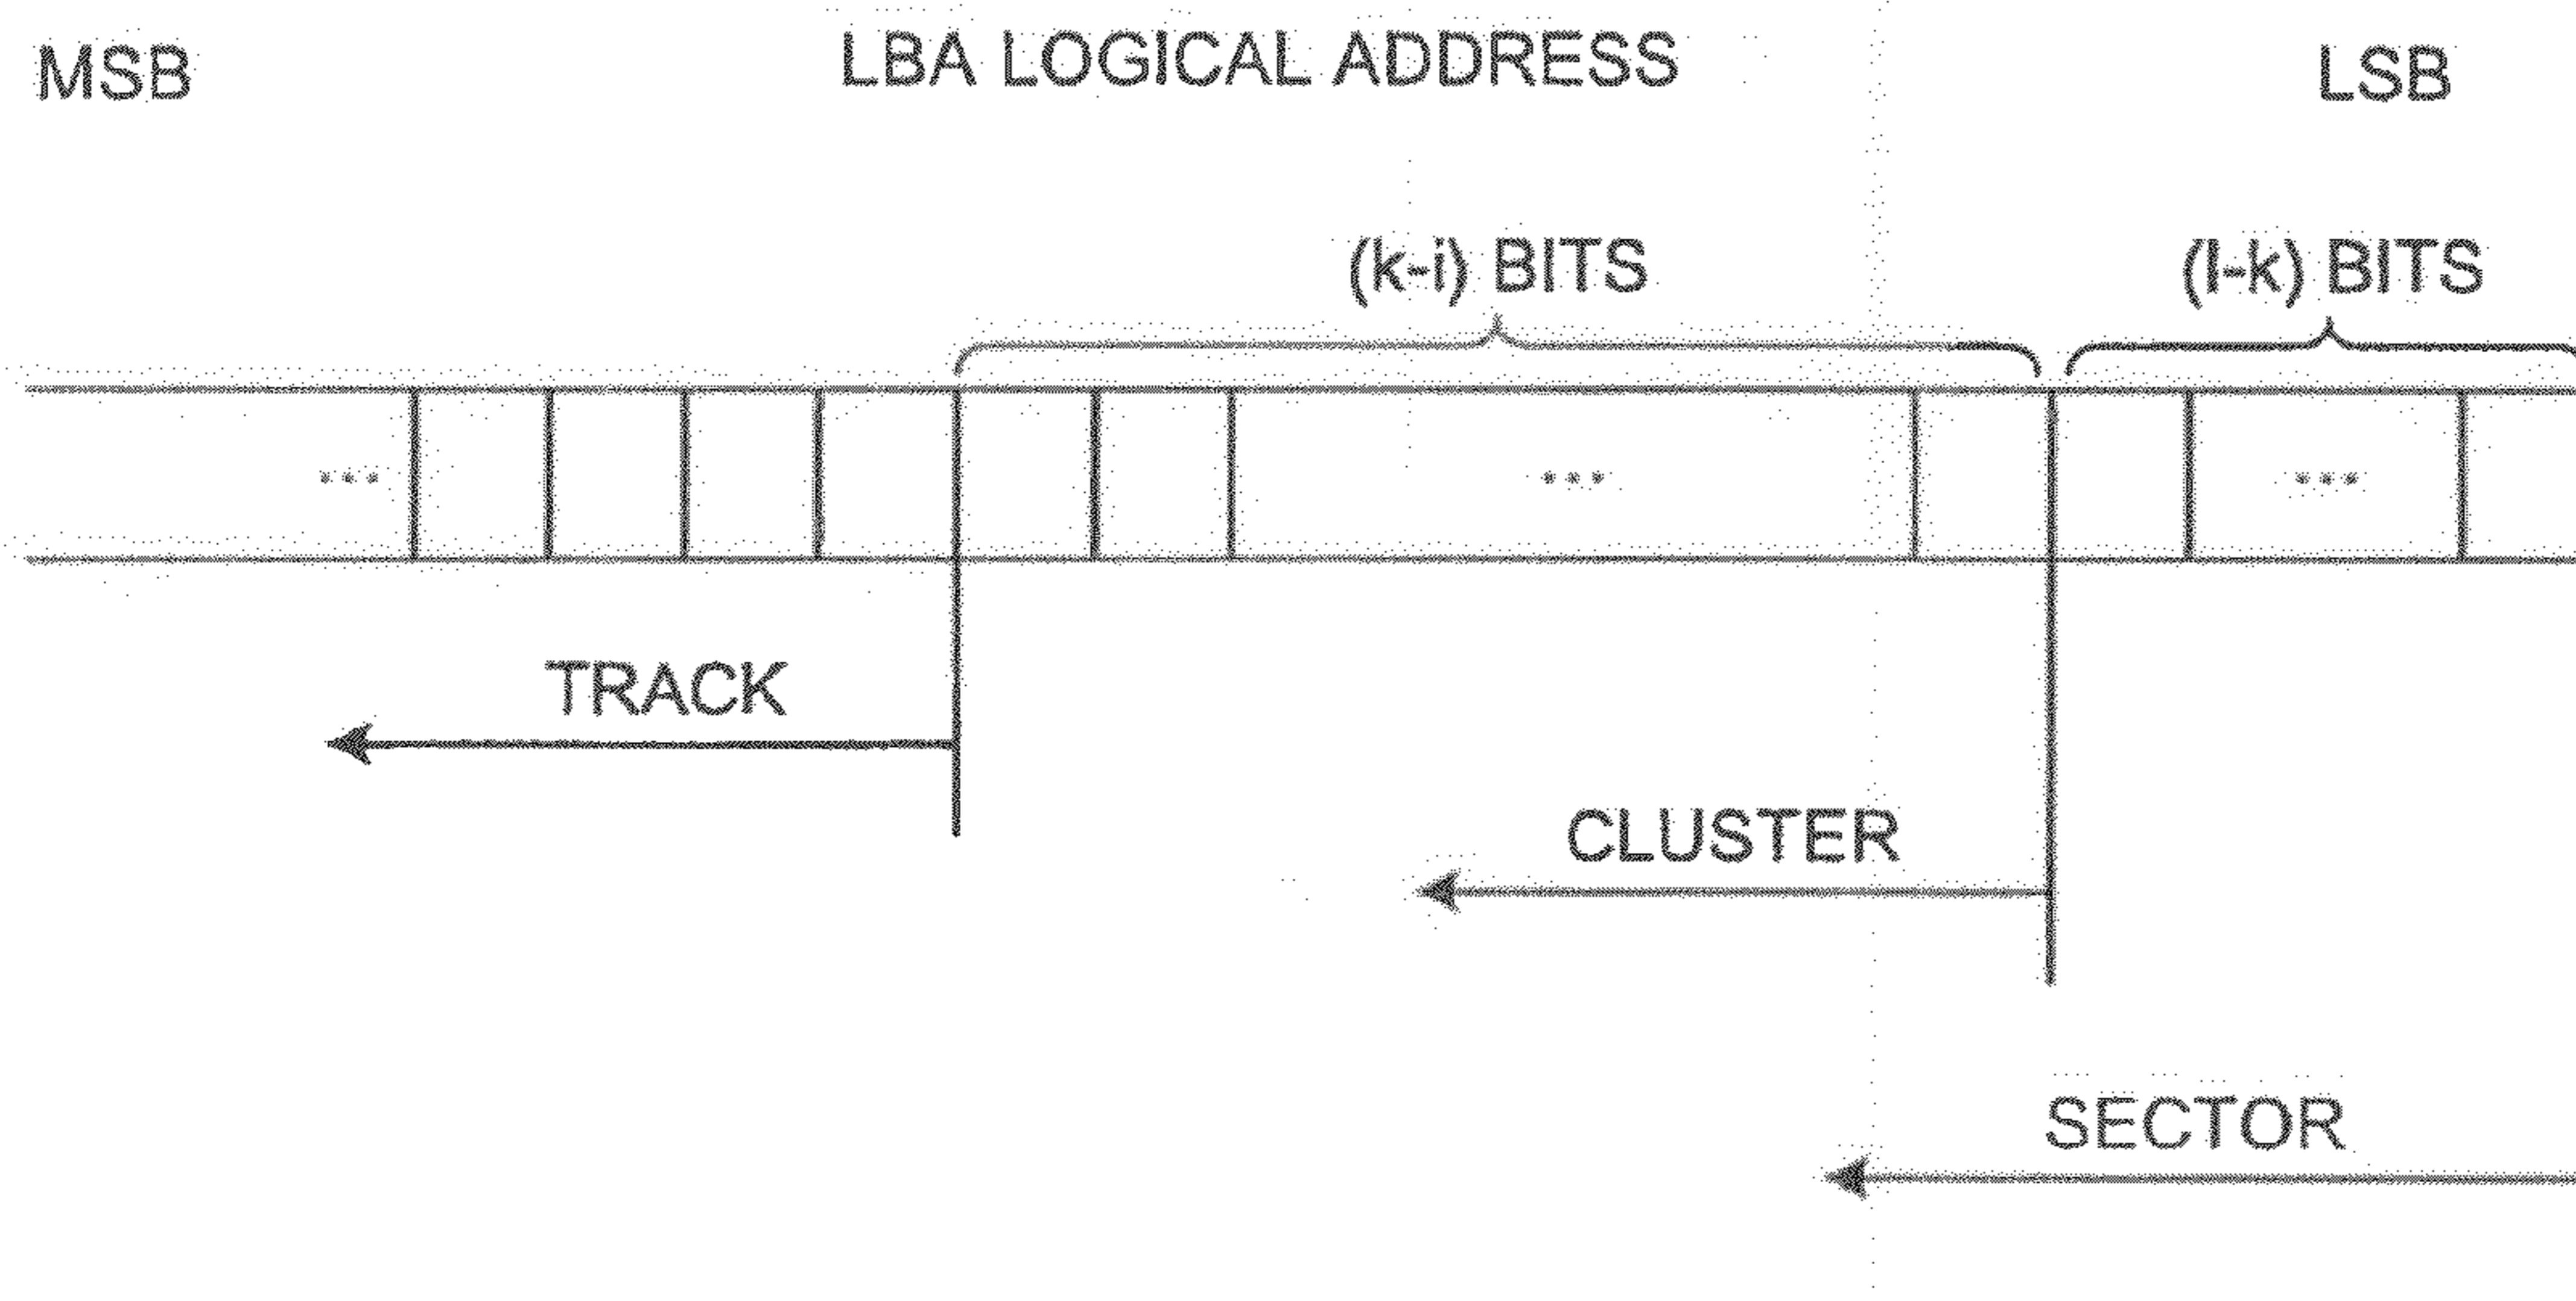 MSB LBA LOGICAL ADDRESS LSB
(k-i) BITS (l-k) BITS
... ... ...
TRACK
CLUSTER
SECTOR